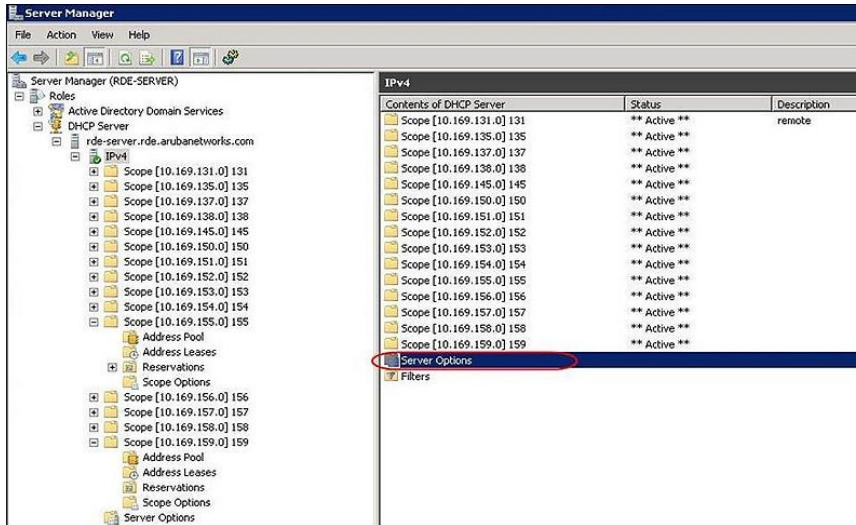 Server Manager
File Action View Help
Server Manager (RDE-SERVER)
Roles
Active Directory Domain Services
DHCP Server
rde-server.rde.arubanetworks.com
IPv4
Scope [10.169.131.0] 131
Scope [10.169.135.0] 135
Scope [10.169.137.0] 137
Scope [10.169.138.0] 138
Scope [10.169.145.0] 145
Scope [10.169.150.0] 150
Scope [10.169.151.0] 151
Scope [10.169.152.0] 152
Scope [10.169.153.0] 153
Scope [10.169.154.0] 154
Scope [10.169.155.0] 155
Address Pool
Address Leases
Reservations
Scope Options
Scope [10.169.156.0] 156
Scope [10.169.157.0] 157
Scope [10.169.158.0] 158
Scope [10.169.159.0] 159
Address Pool
Address Leases
Reservations
Scope Options
Server Options
IPv4
Contents of DHCP Server Status Description
Scope [10.169.131.0] 131 ** Active ** remote
Scope [10.169.135.0] 135 ** Active **
Scope [10.169.137.0] 137 ** Active **
Scope [10.169.138.0] 138 ** Active **
Scope [10.169.145.0] 145 ** Active **
Scope [10.169.150.0] 150 ** Active **
Scope [10.169.151.0] 151 ** Active **
Scope [10.169.152.0] 152 ** Active **
Scope [10.169.153.0] 153 ** Active **
Scope [10.169.154.0] 154 ** Active **
Scope [10.169.155.0] 155 ** Active **
Scope [10.169.156.0] 156 ** Active **
Scope [10.169.157.0] 157 ** Active **
Scope [10.169.158.0] 158 ** Active **
Scope [10.169.159.0] 159 ** Active **
Server Options
Filters